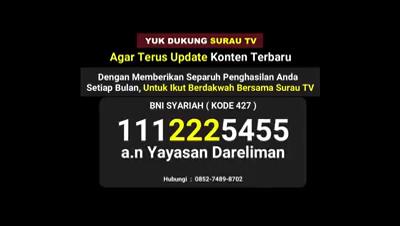 YUK DUKUNG SURAU TV
Agar Terus Update Konten Terbaru
Dengan Memberikan Separuh Penghasilan Anda
Setiap Bulan, Untuk Ikut Berdakwah Bersama Surau TV
BNI SYARIAH ( KODE 427 )
1112225455
a.n Yayasan Dareliman
Hubungi : 0852-7489-8702